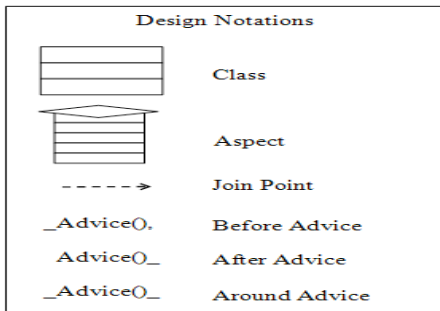 Design Notations
Class
Aspect
Join Point
_Advice(), Before Advice
Advice()_ After Advice
_Advice()_ Around Advice